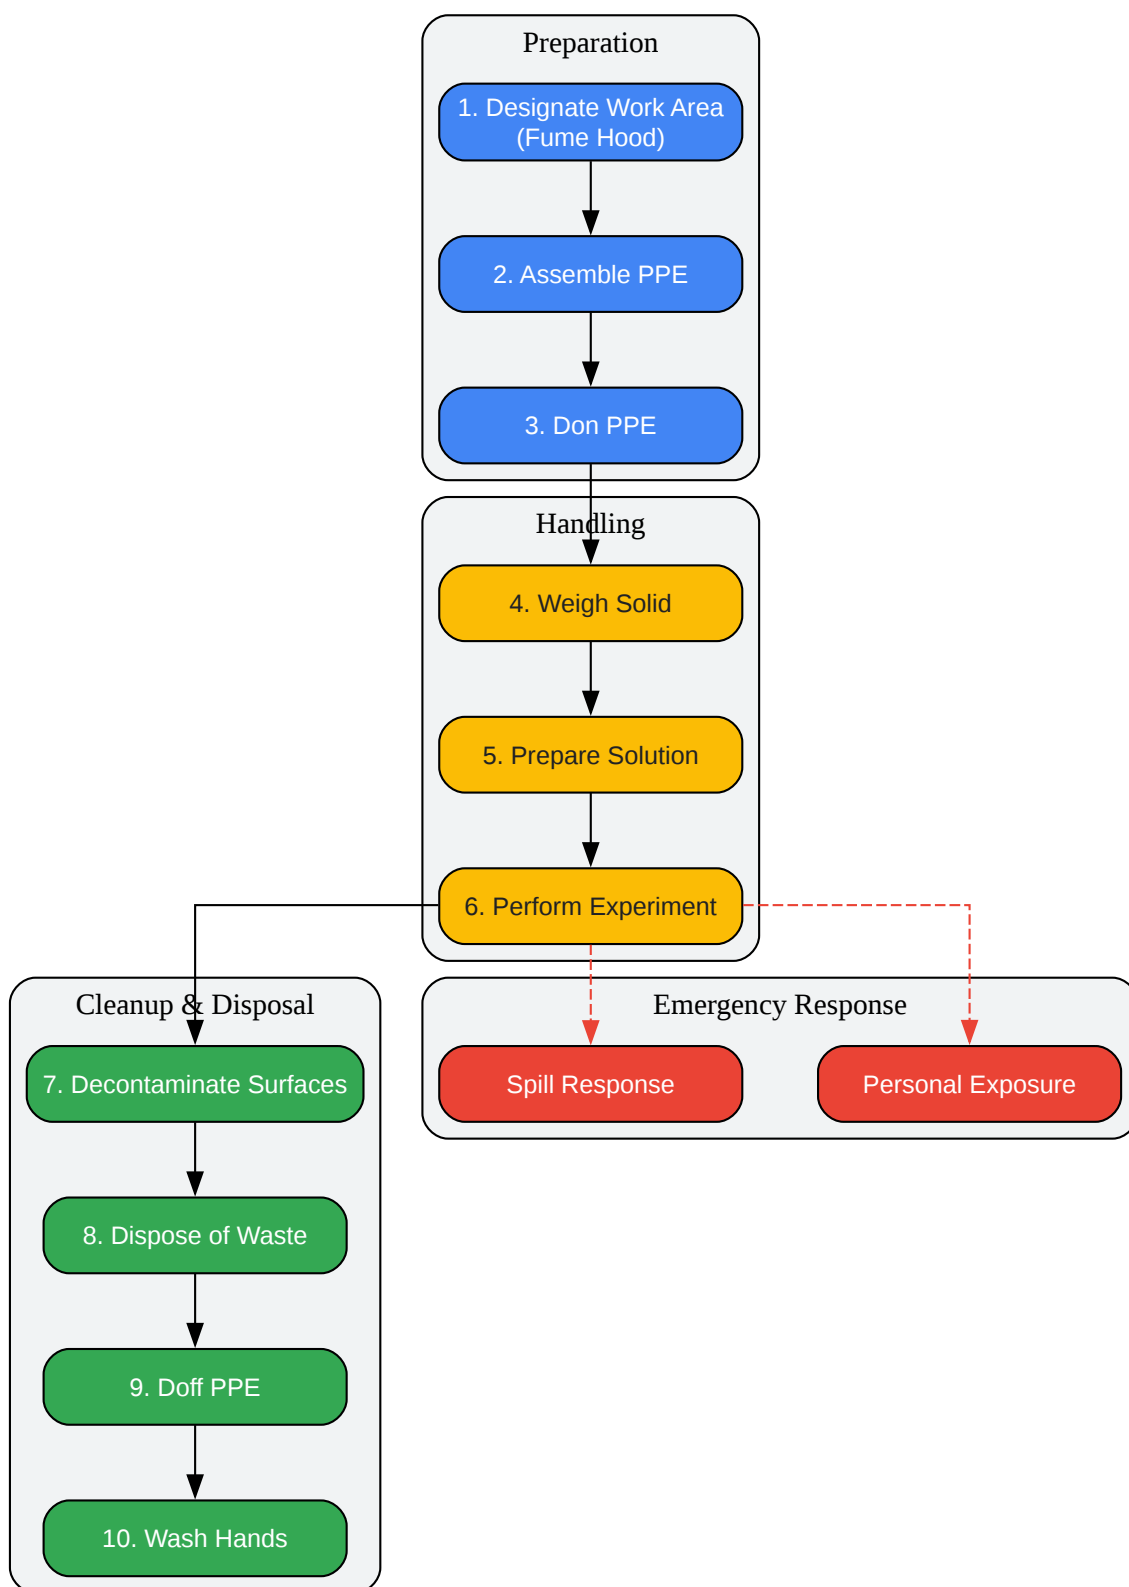 Preparation
1. Designate Work Area
(Fume Hood)
2. Assemble PPE
3. Don PPE
Handling
4. Weigh Solid
5. Prepare Solution
6. Perform Experiment
Cleanup & Disposal
7. Decontaminate Surfaces
8. Dispose of Waste
9. Doff PPE
10. Wash Hands
Emergency Response
Spill Response
Personal Exposure